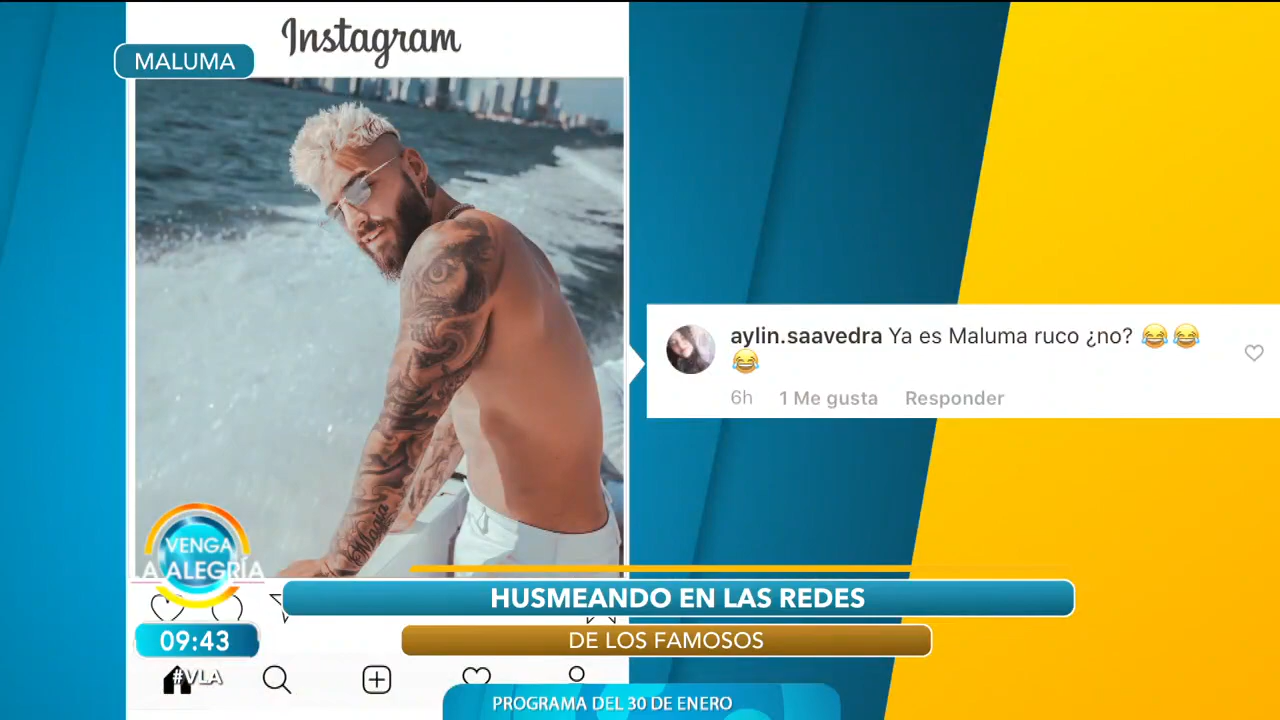 Instagram
MALUMA
aylin.saavedra Ya es Maluma ruco ¿no? 😂😂
😂
6h 1 Me gusta Responder
Magia
VENGA
A ALEGRÍA
HUSMEANDO EN LAS REDES
DE LOS FAMOSOS
09:43
#VLA
PROGRAMA DEL 30 DE ENERO